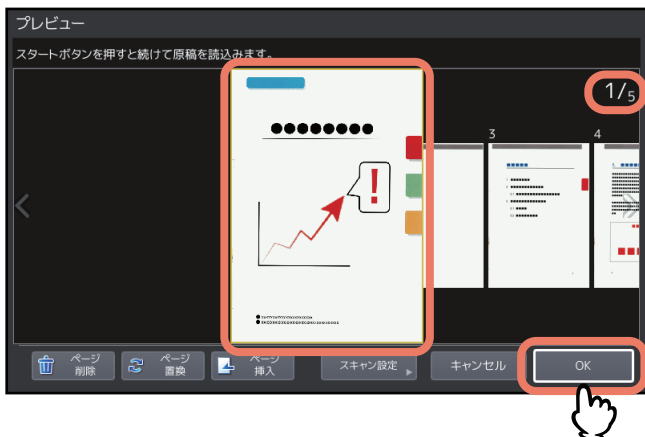 プレビュー
スタートボタンを押すと続けて原稿を読込みます。
1/5
3
4
!
ページ
削除
ページ
置換
ページ
挿入
スキャン設定
キャンセル
OK